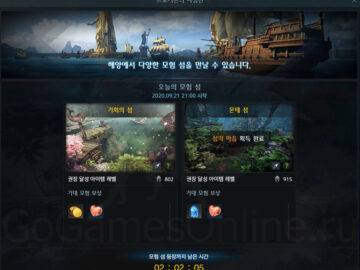 해양에서 다양한 모험 섬을 만날 수 있습니다.
오늘의 모험 섬
2020.09.21 21:00 시작
기회의 섬
몬테 섬
섬의 마음 획득 완료
권장 달성 아이템 레벨 802
권장 달성 아이템 레벨 915
기대 모험 보상
기대 모험 보상
GoGamesOnline.ru
모험 섬 등장까지 남은 시간
02 : 02 : 05